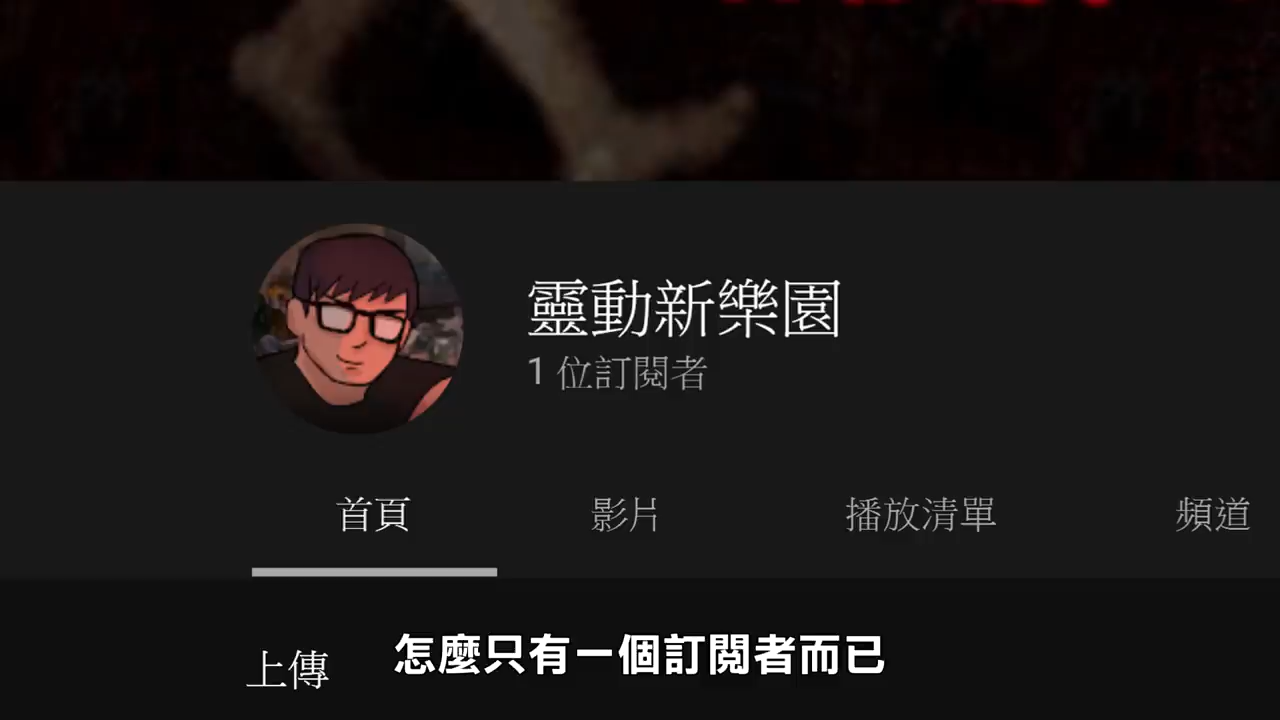 靈動新樂園
1 位訂閱者
首頁 影片 播放清單 頻道
上傳
怎麼只有一個訂閱者而已